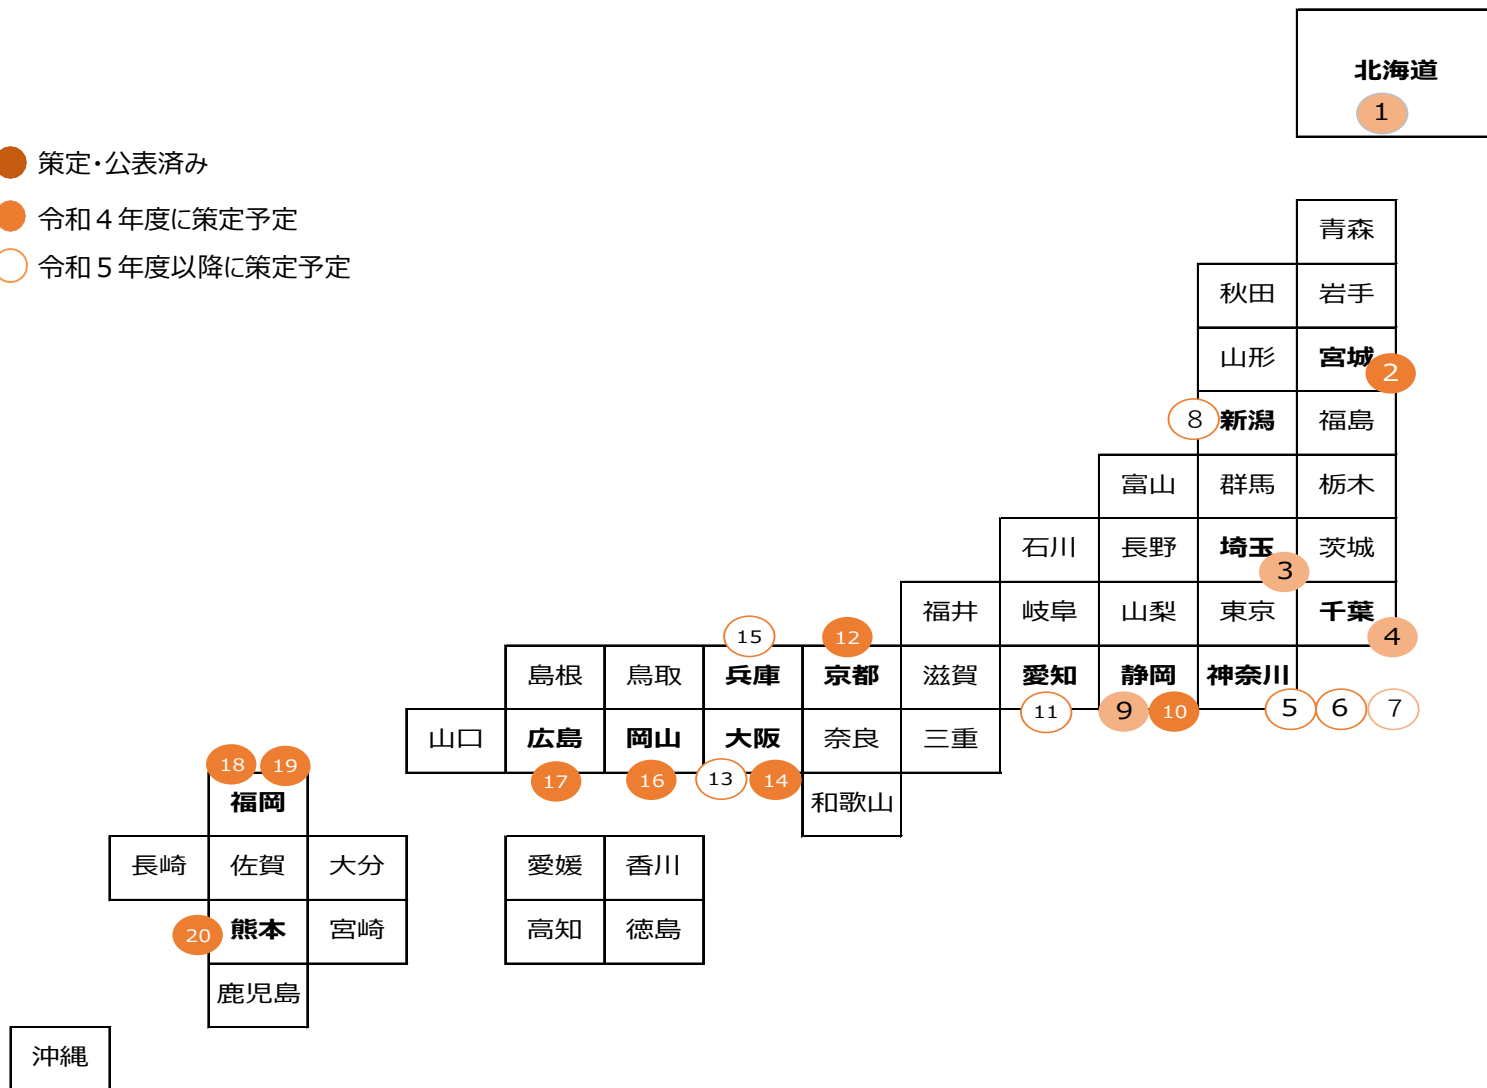 北海道
1
策定・公表済み
令和４年度に策定予定
令和５年度以降に策定予定
青森
秋田 岩手
山形 宮城 2
8 新潟 福島
富山 群馬 栃木
石川 長野 埼玉 茨城
3
福井 岐阜 山梨 東京 千葉
15 12 4
島根 鳥取 兵庫 京都 滋賀 愛知 静岡 神奈川
11 9 10 5 6 7
山口 広島 岡山 大阪 奈良 三重
18 19 17 16 13 14
福岡 和歌山
長崎 佐賀 大分 愛媛 香川
20 熊本 宮崎 高知 徳島
鹿児島
沖縄